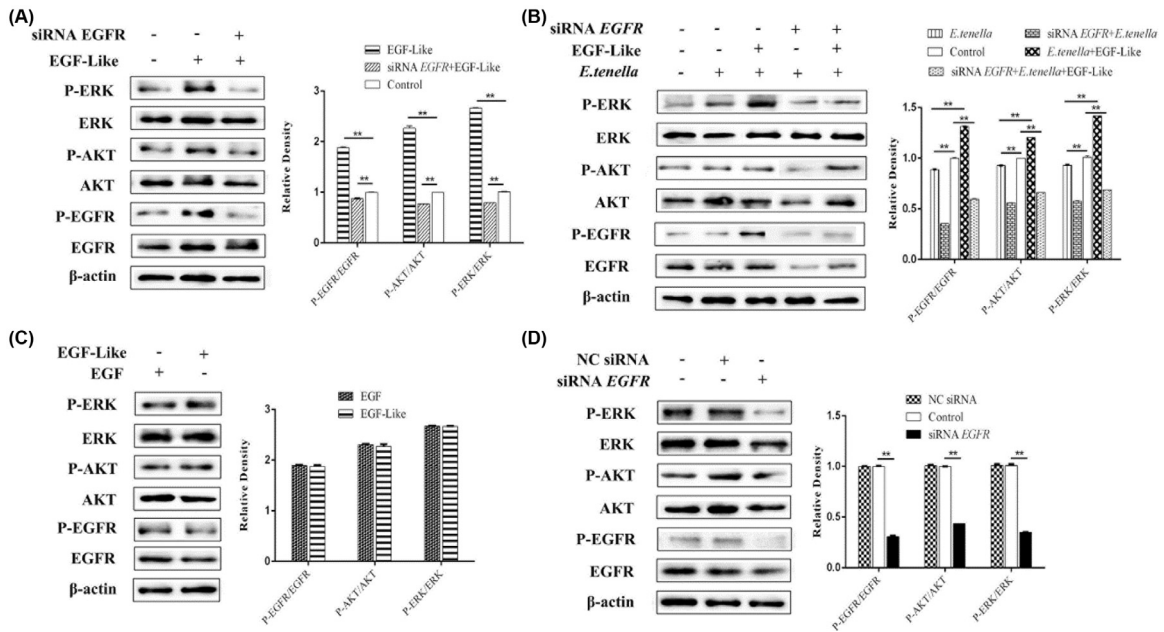 (A)
siRNA EGFR - - +
EGF-Like - + +
P-ERK
ERK
P-AKT
AKT
P-EGFR
EGFR
β-actin
EGF-Like
siRNA EGFR+EGF-Like
Control
Relative Density
3
2
1
0
** ** **
** ** **
P-EGFR/EGFR
P-AKT/AKT
P-ERK/ERK
(B)
siRNA EGFR - - - + +
EGF-Like - - + - +
E.tenella - + + + +
P-ERK
ERK
P-AKT
AKT
P-EGFR
EGFR
β-actin
E.tenella
siRNA EGFR+E.tenella
Control
E.tenella+EGF-Like
siRNA EGFR+E.tenella+EGF-Like
Relative Density
1.5
1.0
0.5
0.0
** ** **
** ** **
** ** **
P-EGFR/EGFR
P-AKT/AKT
P-ERK/ERK
(C)
EGF-Like - +
EGF + -
P-ERK
ERK
P-AKT
AKT
P-EGFR
EGFR
β-actin
EGF
EGF-Like
Relative Density
3
2
1
0
P-EGFR/EGFR
P-AKT/AKT
P-ERK/ERK
(D)
NC siRNA - + -
siRNA EGFR - - +
P-ERK
ERK
P-AKT
AKT
P-EGFR
EGFR
β-actin
NC siRNA
Control
siRNA EGFR
Relative Density
1.5
1.0
0.5
0.0
** ** **
P-EGFR/EGFR
P-AKT/AKT
P-ERK/ERK